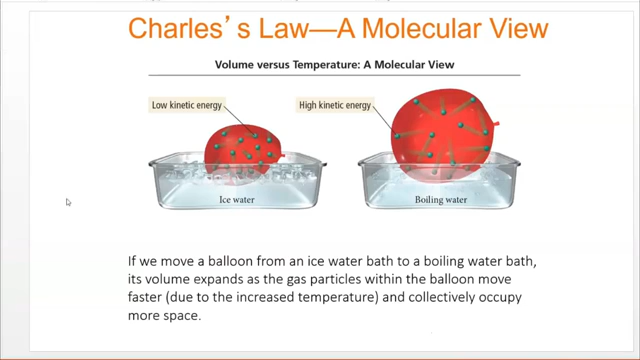 Charles's Law—A Molecular View
Volume versus Temperature: A Molecular View
Low kinetic energy
High kinetic energy
Ice water
Boiling water
If we move a balloon from an ice water bath to a boiling water bath,
its volume expands as the gas particles within the balloon move
faster (due to the increased temperature) and collectively occupy
more space.